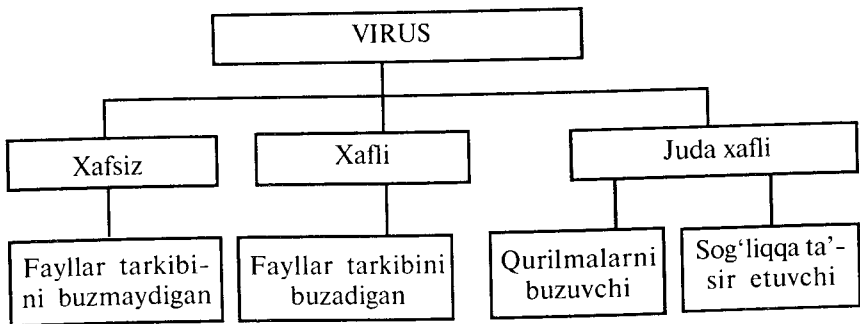 VIRUS
Xafsiz
Xafli
Juda xafli
Fayllar tarkibi-
ni buzmaydigan
Fayllar tarkibini
buzadigan
Qurilmalarni
buzuvchi
Sog‘liqqa ta’-
sir etuvchi